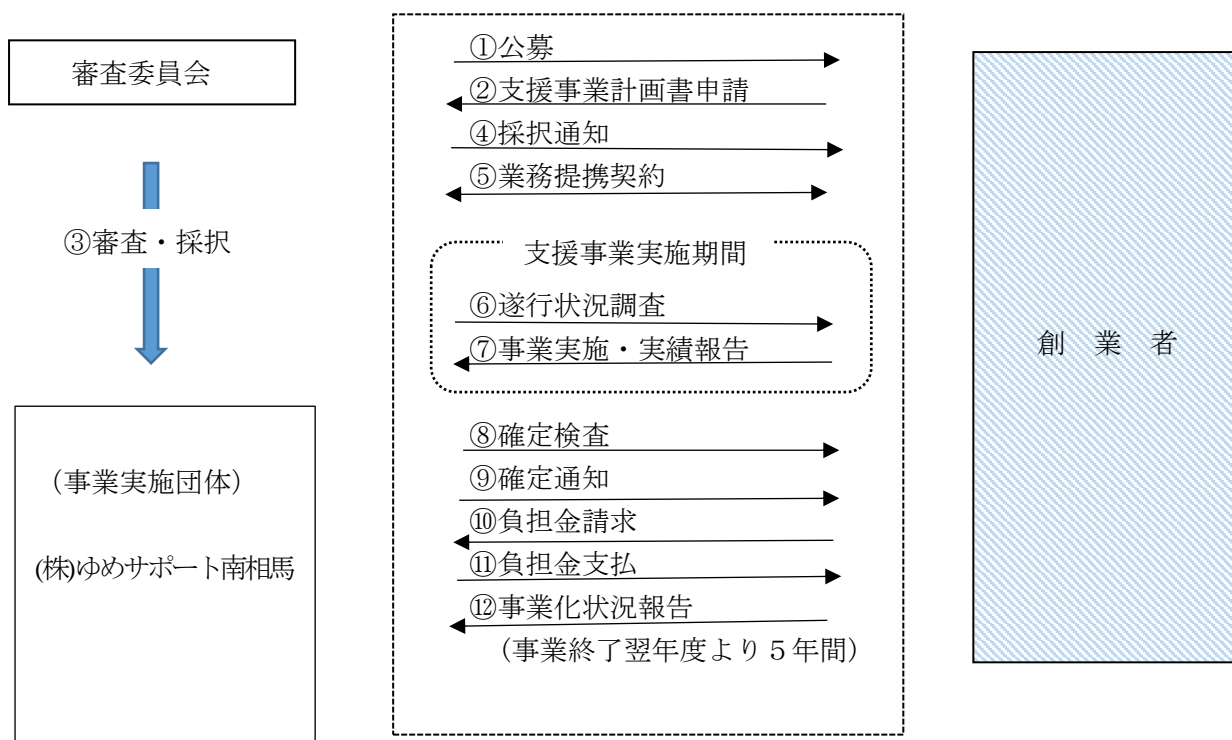 審査委員会
③審査・採択
(事業実施団体)
(株)ゆめサポート南相馬
①公募
②支援事業計画書申請
④採択通知
⑤業務提携契約
支援事業実施期間
⑥遂行状況調査
⑦事業実施・実績報告
⑧確定検査
⑨確定通知
⑩負担金請求
⑪負担金支払
⑫事業化状況報告
(事業終了翌年度より5年間)
創 業 者